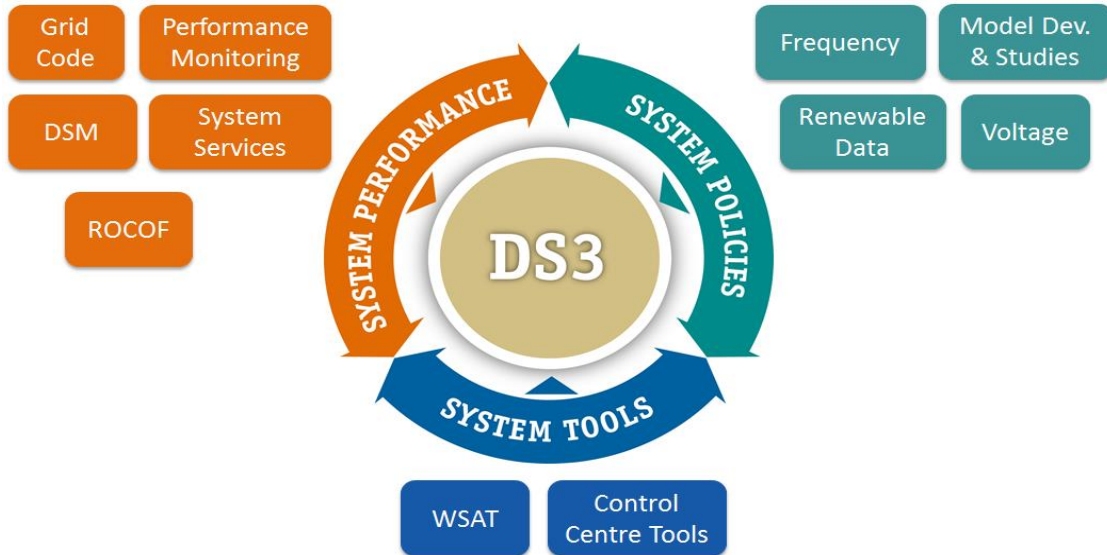 Grid
Code
Performance
Monitoring
DSM
System
Services
ROCOF
SYSTEM PERFORMANCE
SYSTEM POLICIES
DS3
SYSTEM TOOLS
Frequency
Model Dev.
& Studies
Renewable
Data
Voltage
WSAT
Control
Centre Tools